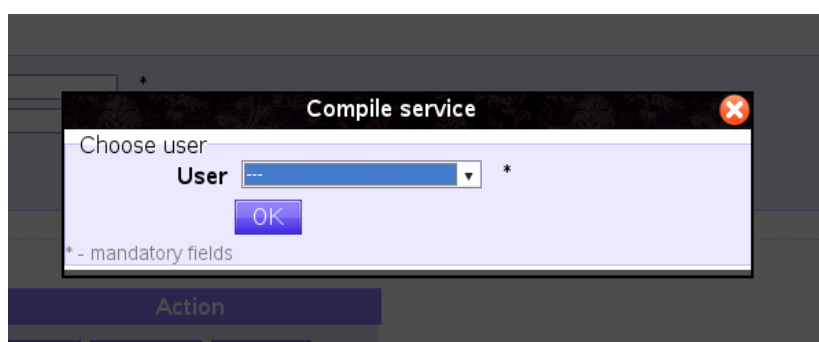 *
Compile service
Choose user
User --- *
OK
* - mandatory fields
Action